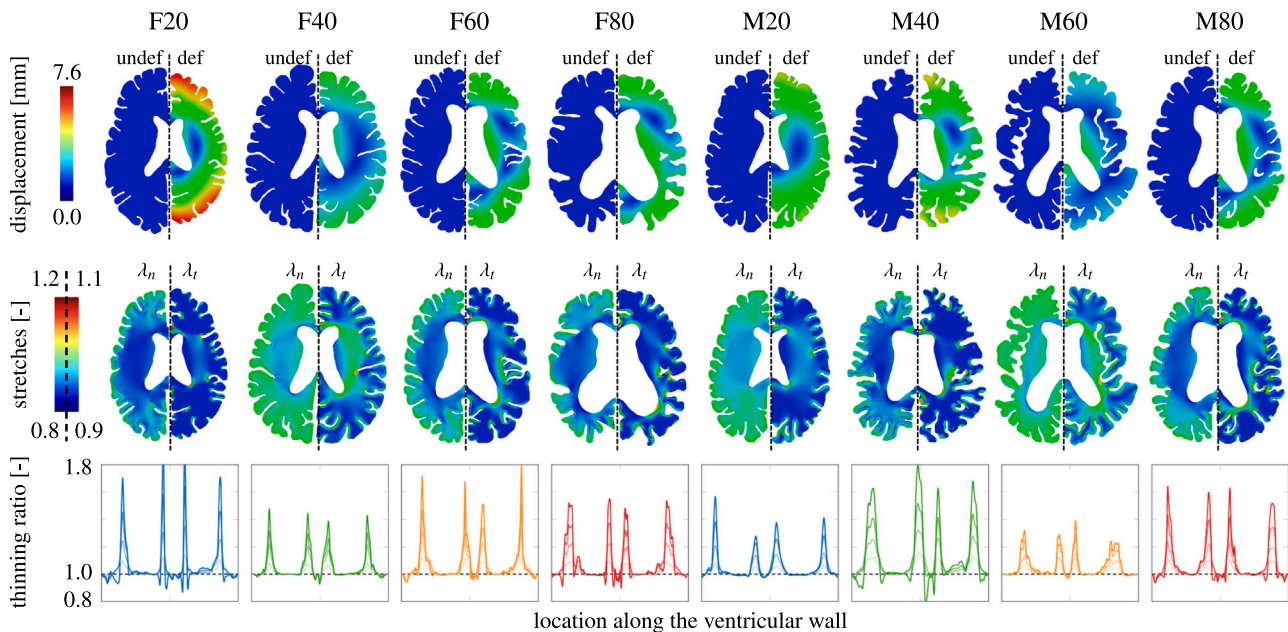 F20 F40 F60 F80 M20 M40 M60 M80
undef def undef def undef def undef def undef def undef def undef def undef def
displacement [mm]
7.6
0.0
λn λt λn λt λn λt λn λt λn λt λn λt λn λt λn λt
stretches [-]
1.2 1.1
0.8 0.9
thinning ratio [-]
1.8
1.0
0.8
location along the ventricular wall